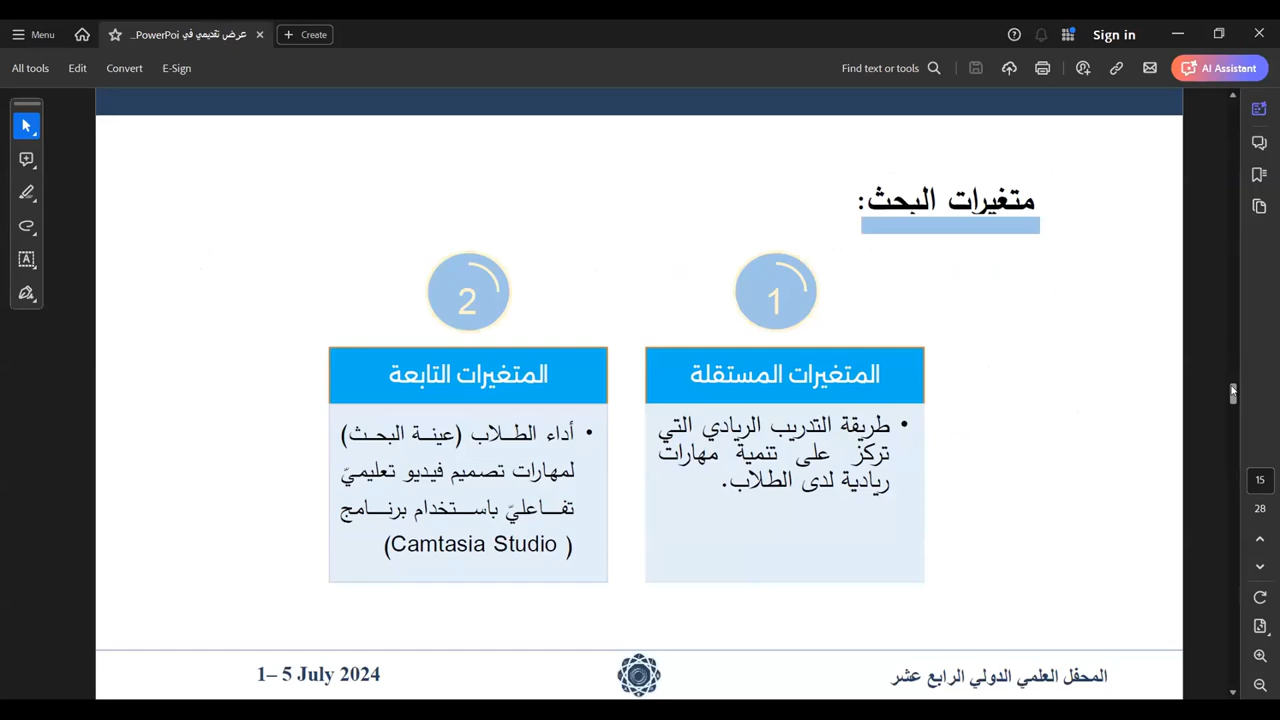 Menu
عرض تقديمي في PowerPoi...
Create
Sign in
All tools
Edit
Convert
E-Sign
Find text or tools
AI Assistant
متغيرات البحث:
1
المتغيرات المستقلة
• طريقة التدريب الريادي التي
تركز على تنمية مهارات
ريادية لدى الطلاب.
2
المتغيرات التابعة
• أداء الطلاب (عينة البحث)
لمهارات تصميم فيديو تعليميّ
تفاعليّ باستخدام برنامج
(Camtasia Studio )
15
28
المحفل العلمي الدولي الرابع عشر
1– 5 July 2024